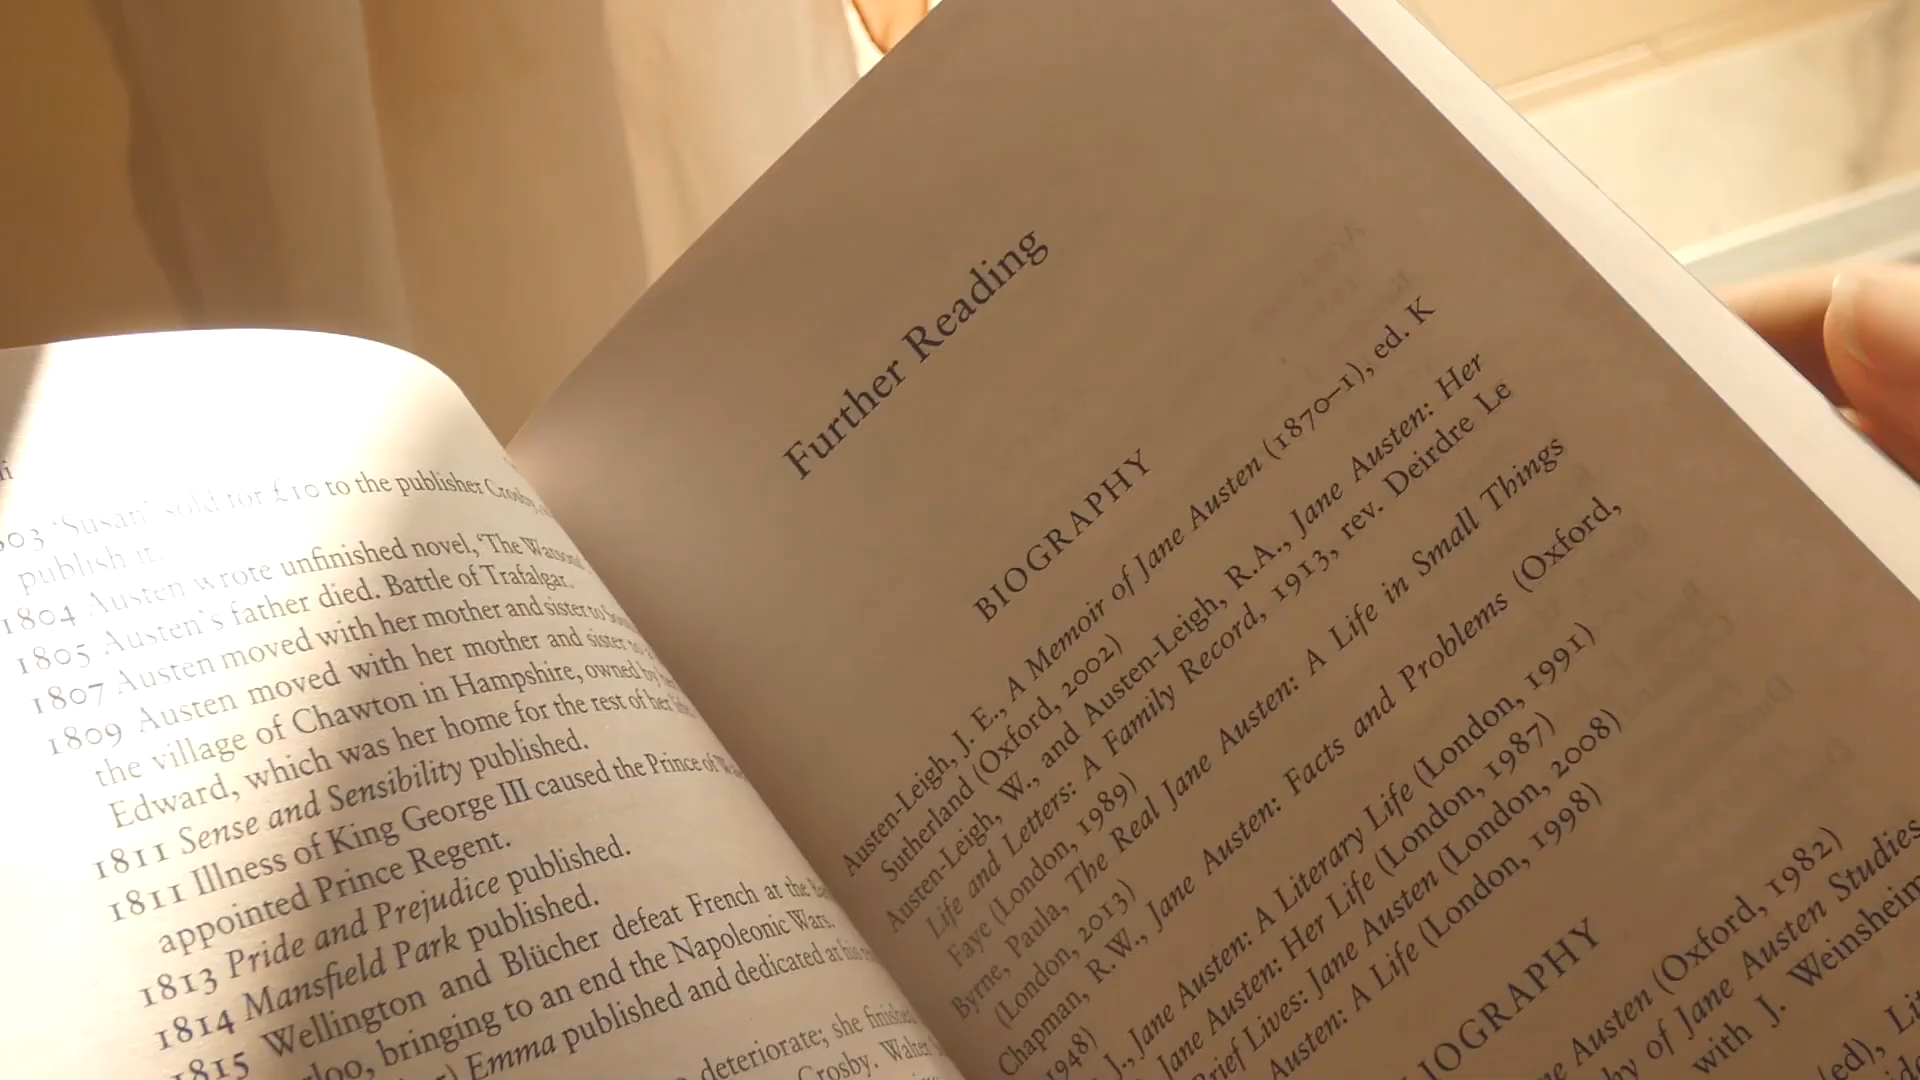 'Susan' sold for £10 to the publisher
publish it.
1804 Austen wrote unfinished novel, 'The
1805 Austen's father died. Battle of Trafalgar.
1807 Austen moved with her mother and sister to
1809 Austen moved with her mother and sister to
the village of Chawton in Hampshire, owned by
Edward, which was her home for the rest of her
1811 Sense and Sensibility published.
1811 Illness of King George III caused the Prince of
appointed Prince Regent.
1813 Pride and Prejudice published.
1814 Mansfield Park published.
1815 Wellington and Blücher defeat French at the
bringing to an end the Napoleonic Wars.
Emma published and dedicated at his
deteriorate; she finished
Crosby. Walter
Further Reading
BIOGRAPHY
Austen-Leigh, J. E., A Memoir of Jane Austen (1870–1), ed. K
Sutherland (Oxford, 2002)
Austen-Leigh, W., and Austen-Leigh, R.A., Jane Austen: Her
Life and Letters: A Family Record, 1913, rev. Deirdre Le
Faye (London, 1989)
Byrne, Paula, The Real Jane Austen: A Life in Small Things
(London, 2013)
Chapman, R.W., Jane Austen: Facts and Problems (Oxford,
1948)
J., Jane Austen: A Literary Life (London, 1991)
Jane Austen: Her Life (London, 1987)
Brief Lives: Jane Austen (London, 2008)
Austen: A Life (London, 1998)
Austen (Oxford, 1982)
of Jane Austen Studies
with J. Weinsheim